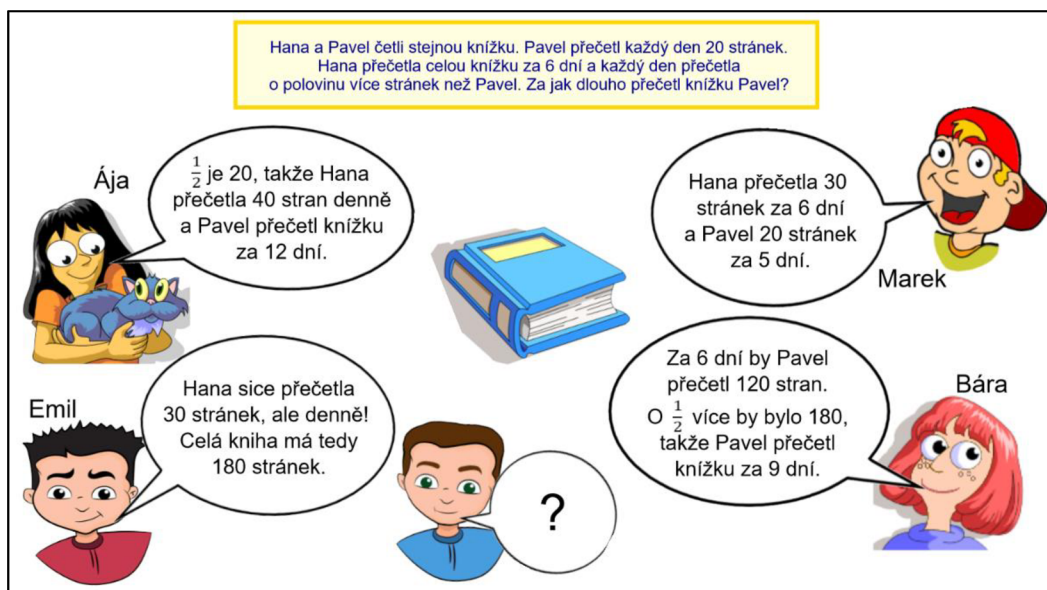 Hana a Pavel četli stejnou knížku. Pavel přečetl každý den 20 stránek.
Hana přečetla celou knížku za 6 dní a každý den přečetla
o polovinu více stránek než Pavel. Za jak dlouho přečetl knížku Pavel?
Ája
1/2 je 20, takže Hana
přečetla 40 stran denně
a Pavel přečetl knížku
za 12 dní.
Hana přečetla 30
stránek za 6 dní
a Pavel 20 stránek
za 5 dní.
Marek
Emil
Hana sice přečetla
30 stránek, ale denně!
Celá kniha má tedy
180 stránek.
?
Za 6 dní by Pavel
přečetl 120 stran.
O 1/2 více by bylo 180,
takže Pavel přečetl
knížku za 9 dní.
Bára